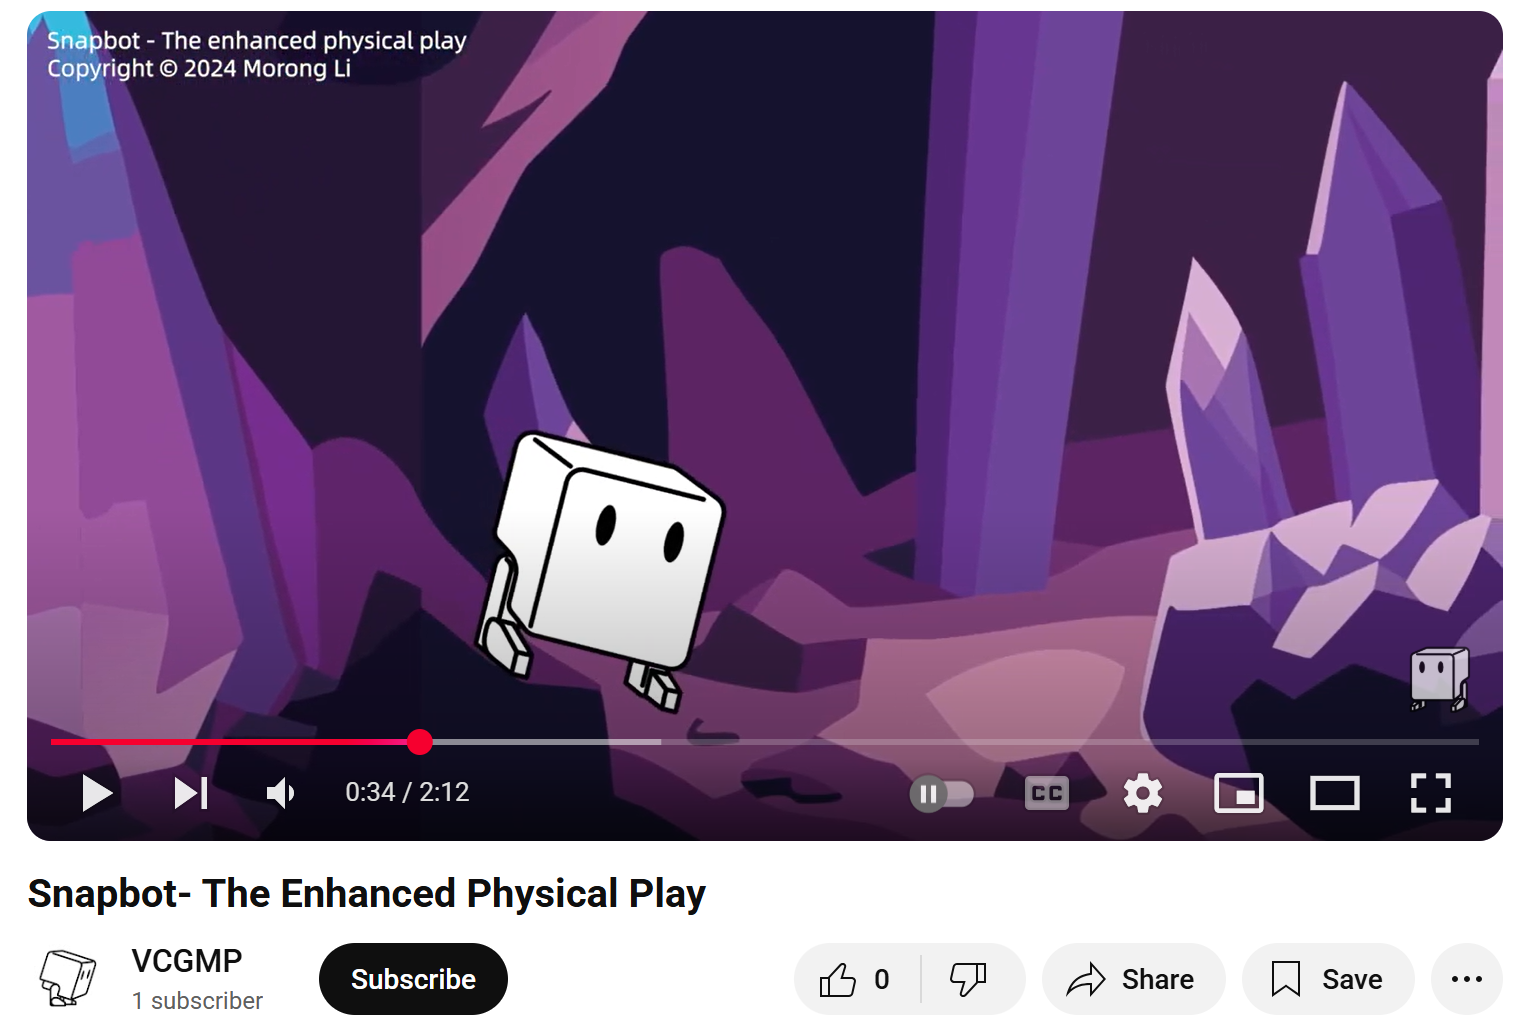 Snapbot - The enhanced physical play
Copyright © 2024 Morong Li
0:34 / 2:12
CC
Snapbot- The Enhanced Physical Play
VCGMP
1 subscriber
Subscribe
0
Share
Save